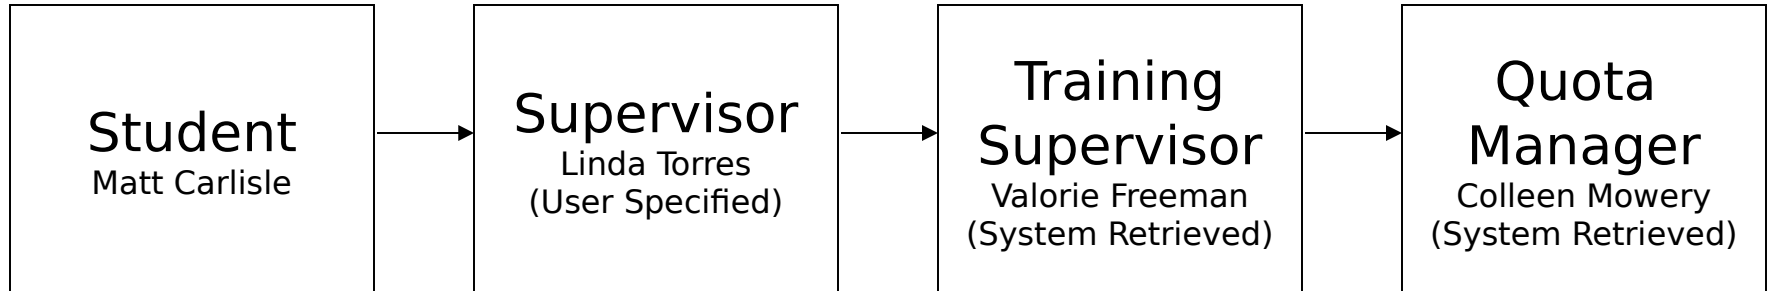 Student
Matt Carlisle
Supervisor
Linda Torres
(User Specified)
Training
Supervisor
Valorie Freeman
(System Retrieved)
Quota
Manager
Colleen Mowery
(System Retrieved)